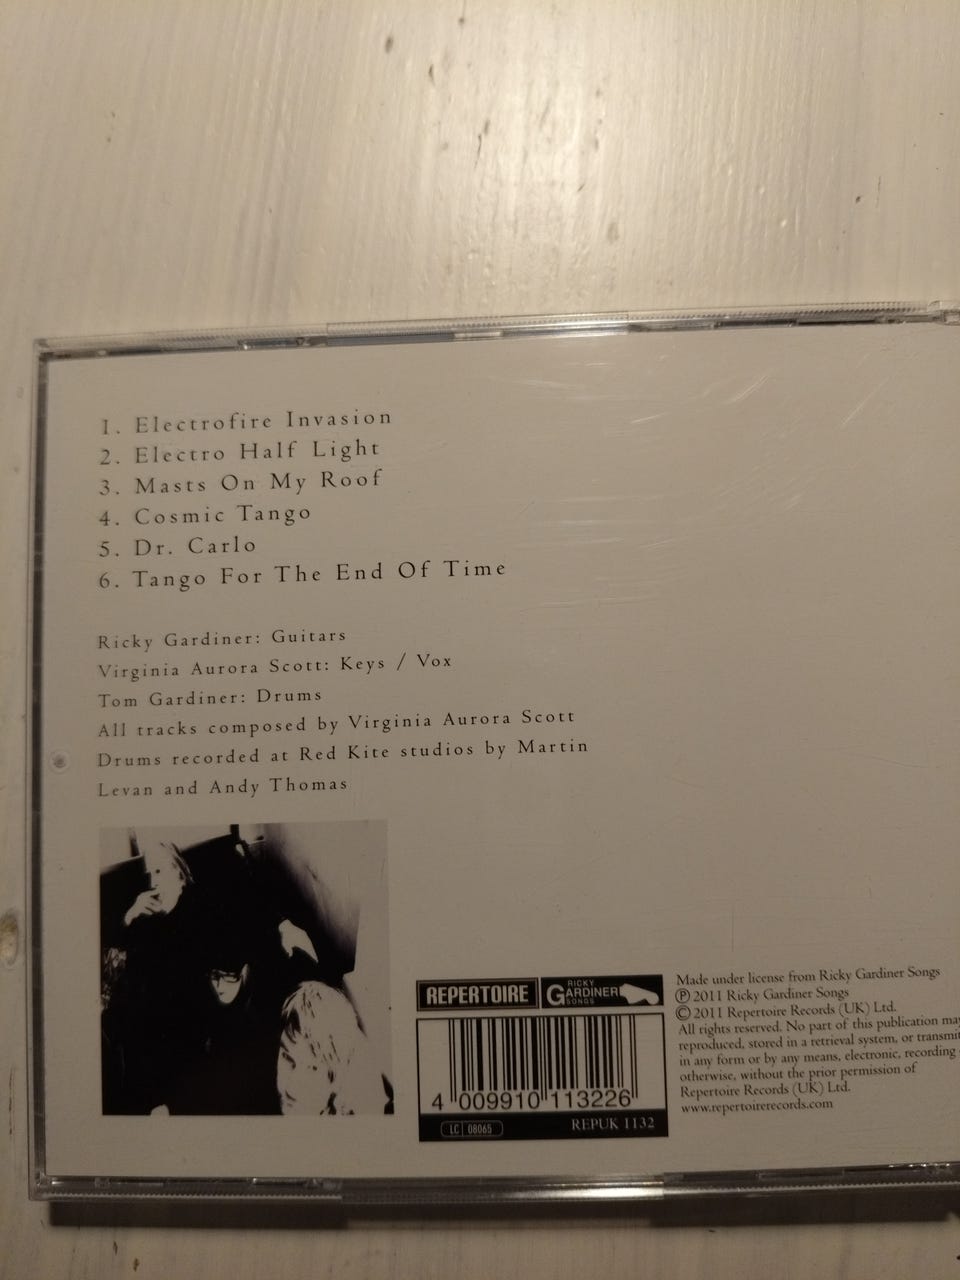 1. Electrofire Invasion
2. Electro Half Light
3. Masts On My Roof
4. Cosmic Tango
5. Dr. Carlo
6. Tango For The End Of Time
Ricky Gardiner: Guitars
Virginia Aurora Scott: Keys / Vox
Tom Gardiner: Drums
All tracks composed by Virginia Aurora Scott
Drums recorded at Red Kite studios by Martin
Levan and Andy Thomas
REPERTOIRE
RICKY
GARDINER
SONGS
4 009910 113226
LC 08065
REPUK 1132
Made under license from Ricky Gardiner Songs
℗ 2011 Ricky Gardiner Songs
© 2011 Repertoire Records (UK) Ltd.
All rights reserved. No part of this publication may
reproduced, stored in a retrieval system, or transmit
in any form or by any means, electronic, recording
otherwise, without the prior permission of
Repertoire Records (UK) Ltd.
www.repertoirerecords.com